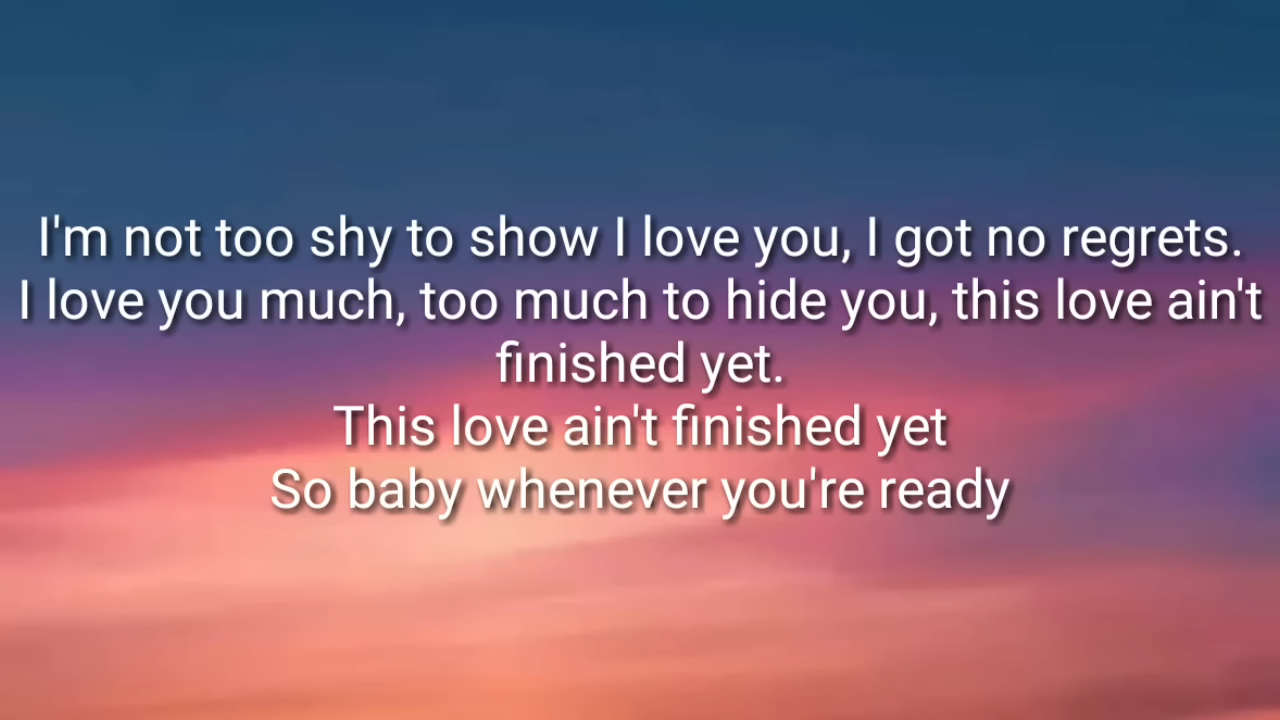 I'm not too shy to show I love you, I got no regrets.
I love you much, too much to hide you, this love ain't
finished yet.
This love ain't finished yet
So baby whenever you're ready